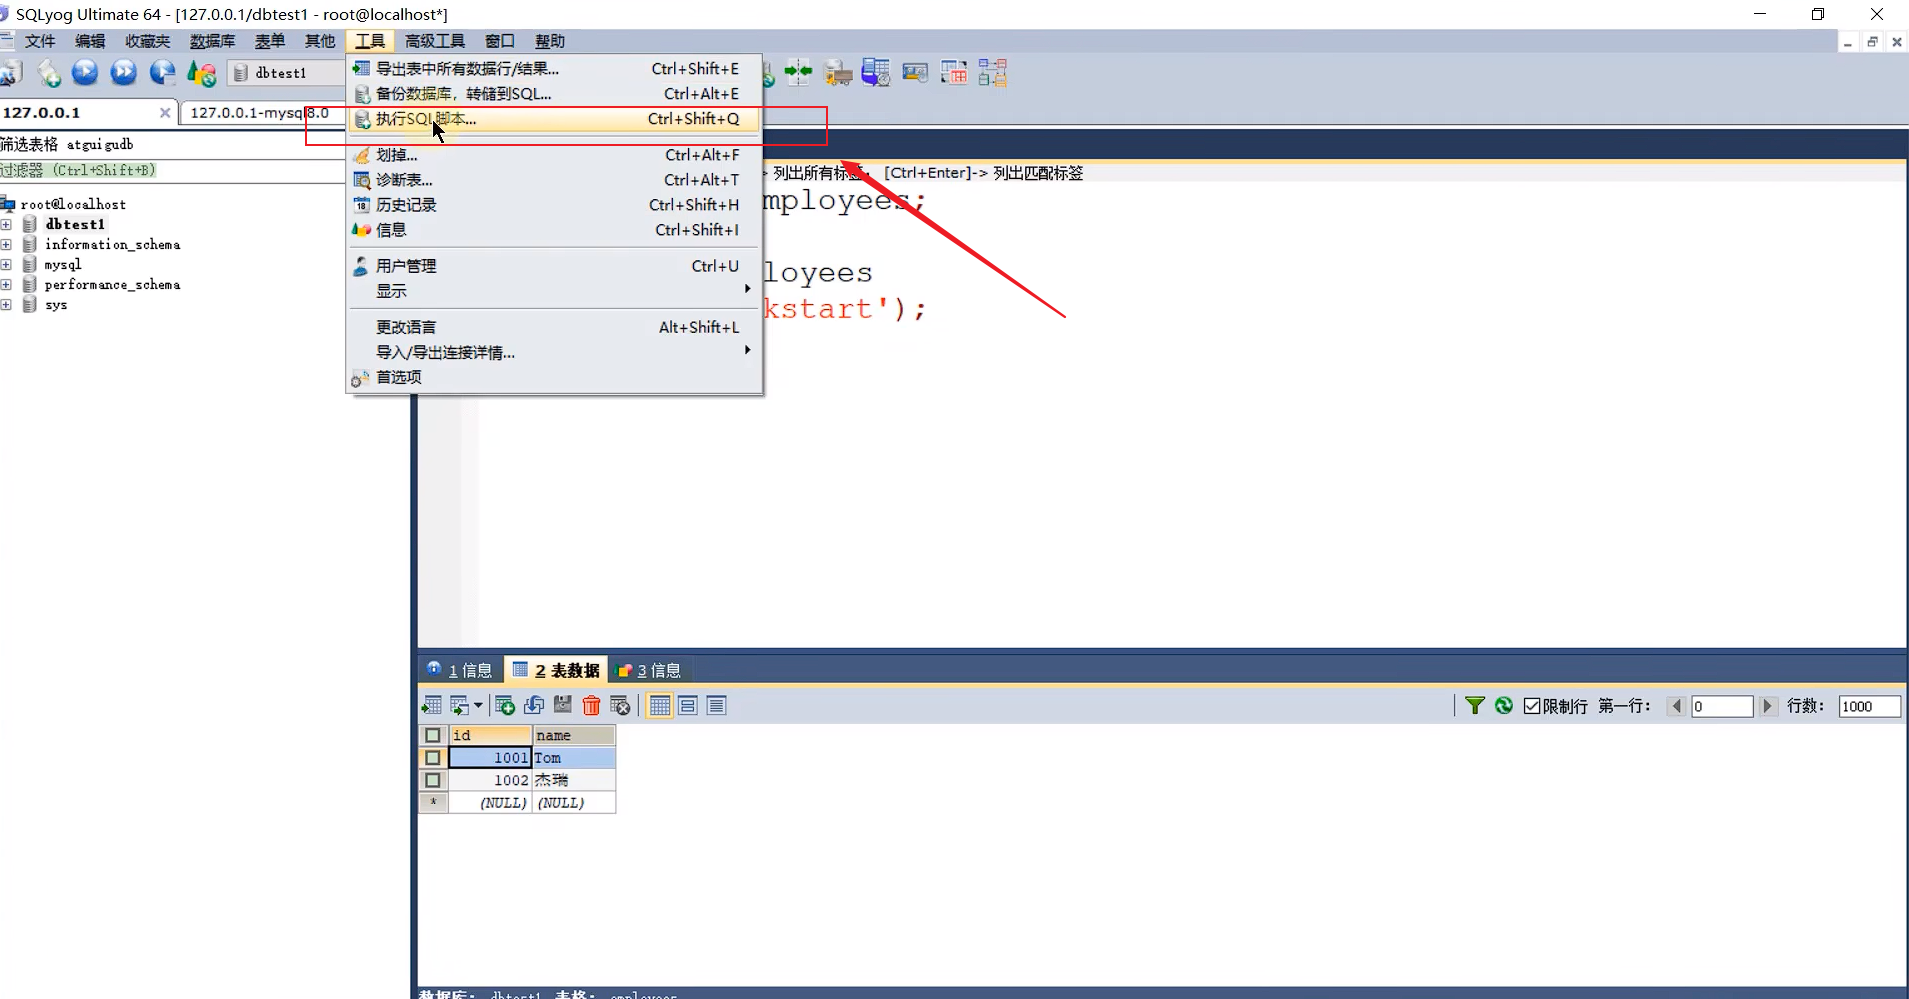 SQLyog Ultimate 64 - [127.0.0.1/dbtest1 - root@localhost*]
文件 编辑 收藏夹 数据库 表单 其他 工具 高级工具 窗口 帮助
dbtest1
127.0.0.1 127.0.0.1-mysql8.0
筛选表格 atguigudb
过滤器 (Ctrl+Shift+B)
root@localhost
dbtest1
information_schema
mysql
performance_schema
sys
导出表中所有数据行/结果... Ctrl+Shift+E
备份数据库，转储到SQL... Ctrl+Alt+E
执行SQL脚本... Ctrl+Shift+Q
划掉... Ctrl+Alt+F
诊断表... Ctrl+Alt+T
历史记录 Ctrl+Shift+H
信息 Ctrl+Shift+I
用户管理 Ctrl+U
显示
更改语言 Alt+Shift+L
导入/导出连接详情...
首选项
> 列出所有标签， [Ctrl+Enter]-> 列出匹配标签
mployees;
loyees
kstart');
1 信息 2 表数据 3 信息
限制行 第一行: 0 行数: 1000
id name
1001 Tom
1002 杰瑞
* (NULL) (NULL)
数据库: dbtest1 表格: employees